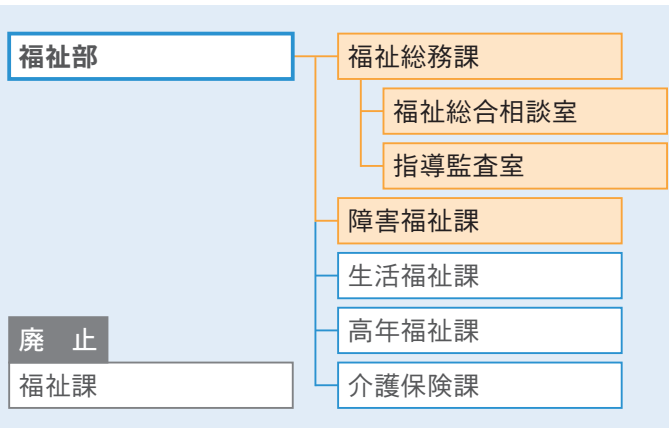 福祉部
福祉総務課
福祉総合相談室
指導監査室
障害福祉課
生活福祉課
高年福祉課
介護保険課
廃　止
福祉課